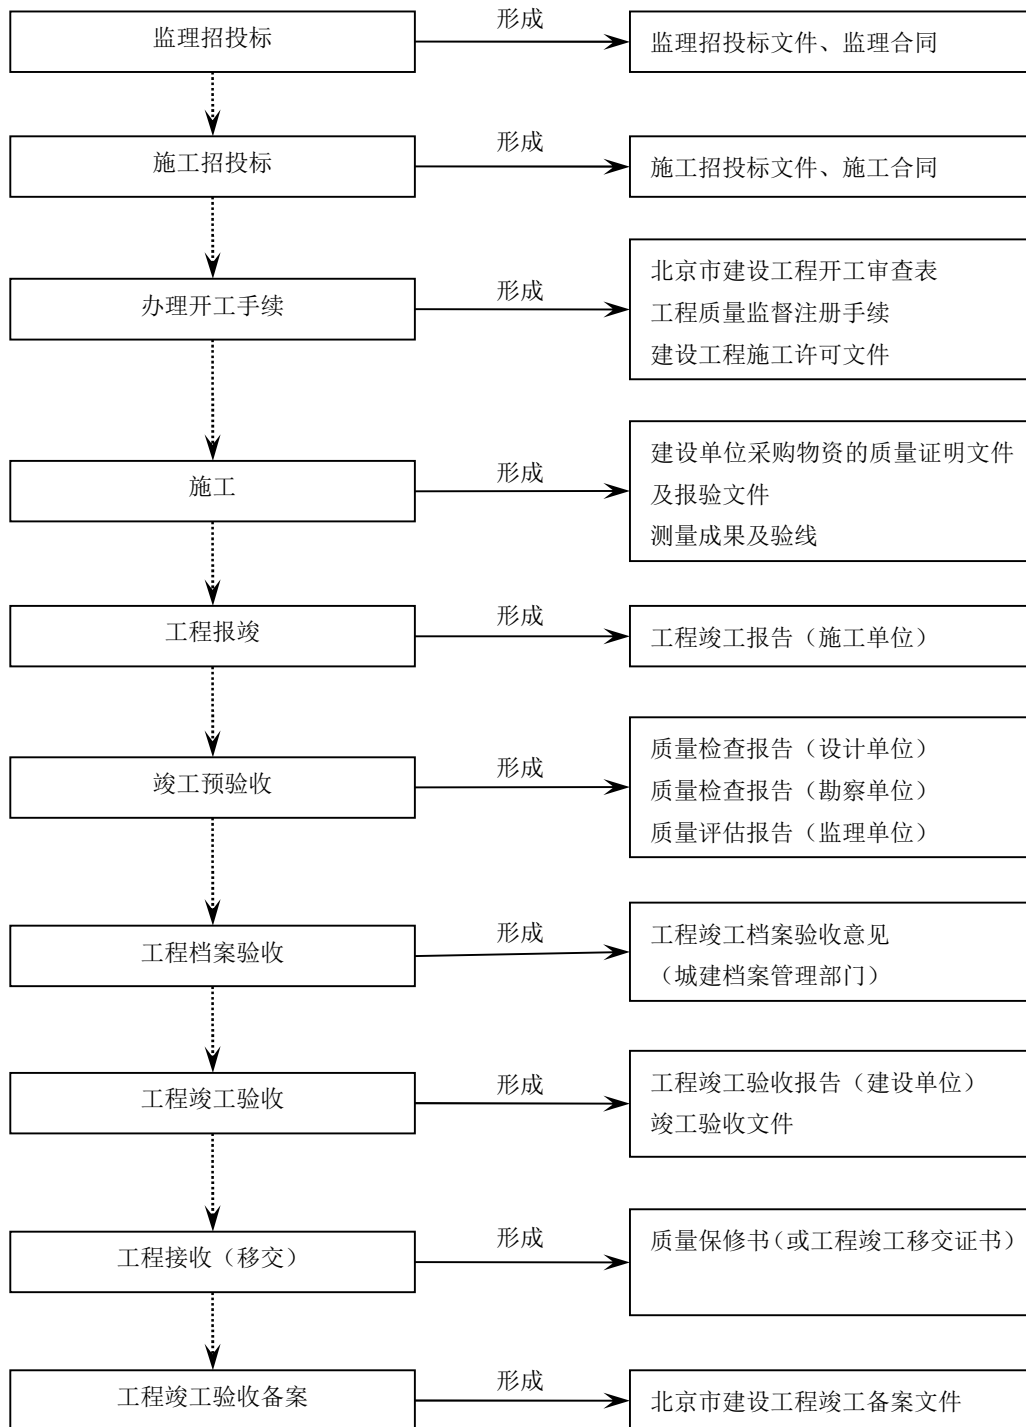 监理招投标
形成
监理招投标文件、监理合同
施工招投标
形成
施工招投标文件、施工合同
办理开工手续
形成
北京市建设工程开工审查表
工程质量监督注册手续
建设工程施工许可文件
施工
形成
建设单位采购物资的质量证明文件
及报验文件
测量成果及验线
工程报竣
形成
工程竣工报告（施工单位）
竣工预验收
形成
质量检查报告（设计单位）
质量检查报告（勘察单位）
质量评估报告（监理单位）
工程档案验收
形成
工程竣工档案验收意见
（城建档案管理部门）
工程竣工验收
形成
工程竣工验收报告（建设单位）
竣工验收文件
工程接收（移交）
形成
质量保修书（或工程竣工移交证书）
工程竣工验收备案
形成
北京市建设工程竣工备案文件